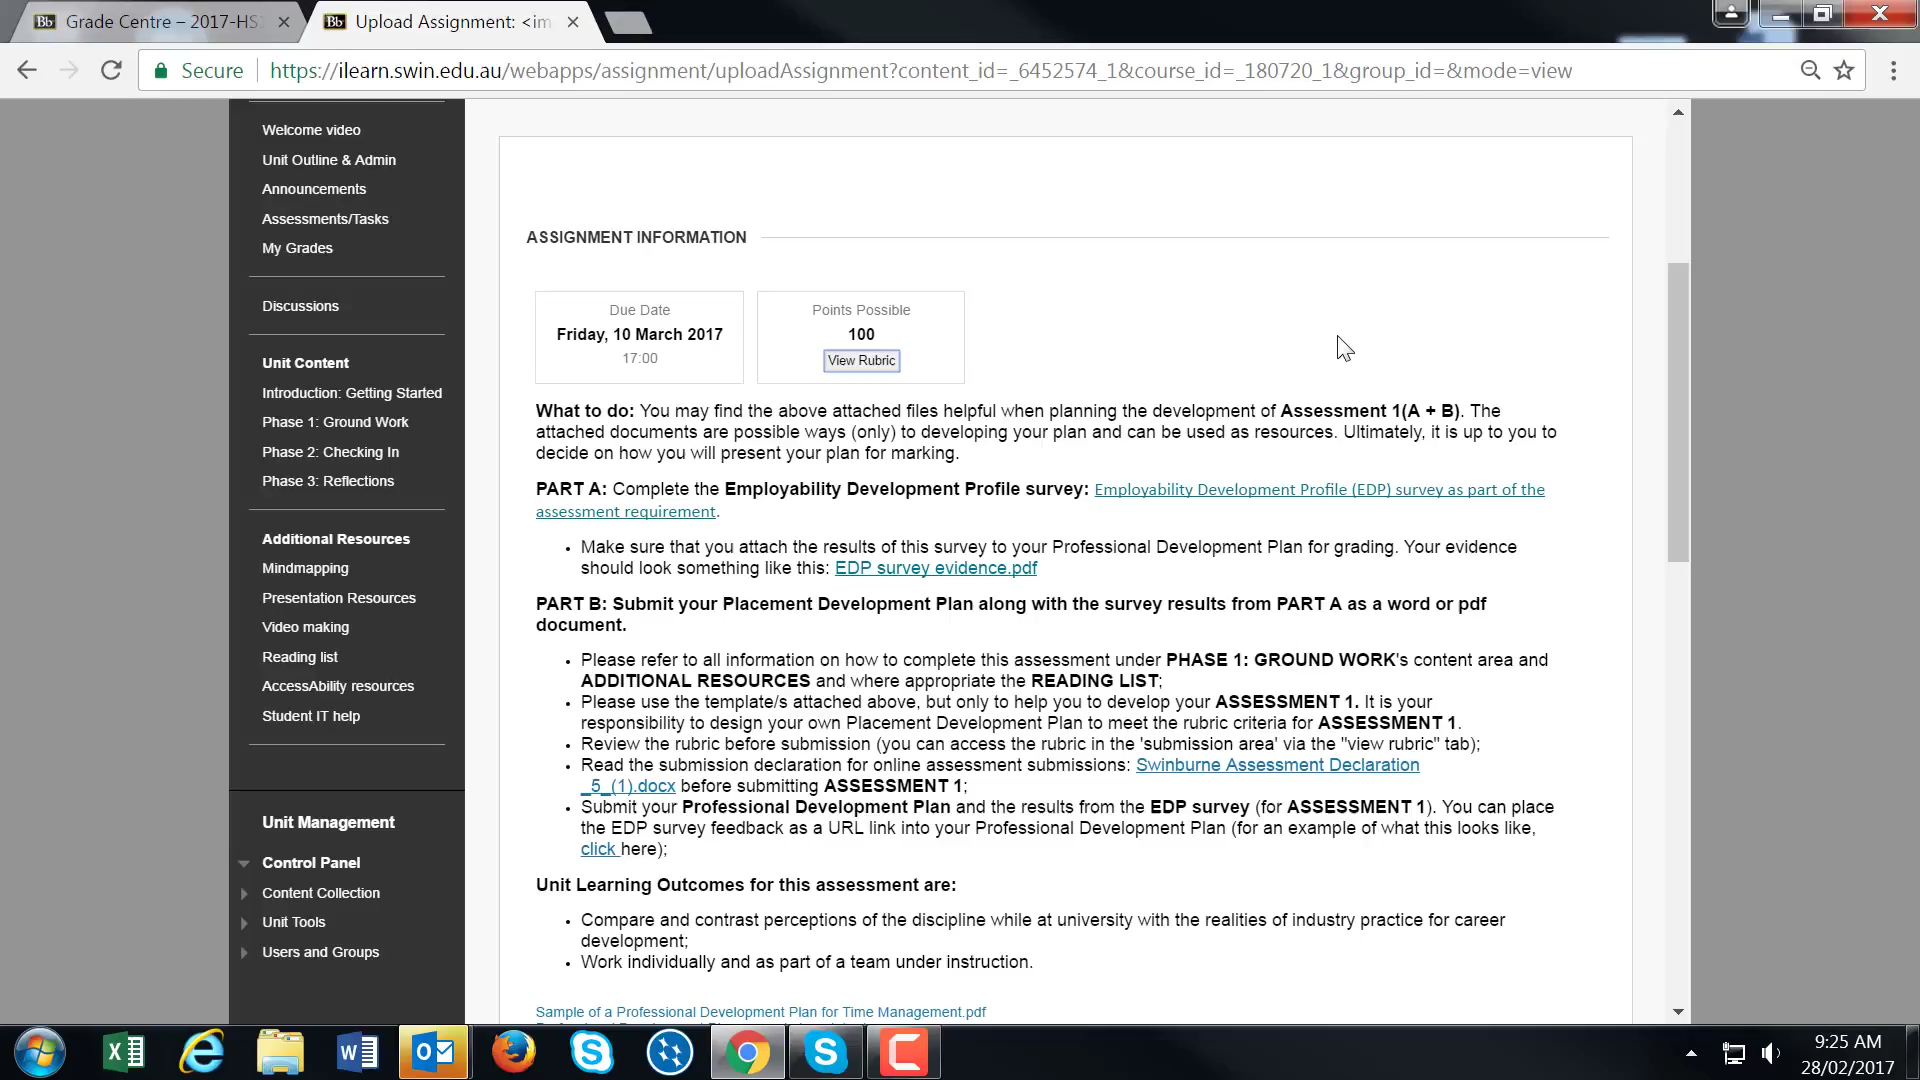 Grade Centre – 2017-HS
Upload Assignment: <im
Secure https://ilearn.swin.edu.au/webapps/assignment/uploadAssignment?content_id=_6452574_1&course_id=_180720_1&group_id=&mode=view
Welcome video
Unit Outline & Admin
Announcements
Assessments/Tasks
My Grades
Discussions
Unit Content
Introduction: Getting Started
Phase 1: Ground Work
Phase 2: Checking In
Phase 3: Reflections
Additional Resources
Mindmapping
Presentation Resources
Video making
Reading list
AccessAbility resources
Student IT help
Unit Management
Control Panel
Content Collection
Unit Tools
Users and Groups
ASSIGNMENT INFORMATION
Due Date
Friday, 10 March 2017
17:00
Points Possible
100
View Rubric
What to do: You may find the above attached files helpful when planning the development of Assessment 1(A + B). The
attached documents are possible ways (only) to developing your plan and can be used as resources. Ultimately, it is up to you to
decide on how you will present your plan for marking.
PART A: Complete the Employability Development Profile survey: Employability Development Profile (EDP) survey as part of the
assessment requirement.
• Make sure that you attach the results of this survey to your Professional Development Plan for grading. Your evidence
should look something like this: EDP survey evidence.pdf
PART B: Submit your Placement Development Plan along with the survey results from PART A as a word or pdf
document.
• Please refer to all information on how to complete this assessment under PHASE 1: GROUND WORK's content area and
ADDITIONAL RESOURCES and where appropriate the READING LIST;
• Please use the template/s attached above, but only to help you to develop your ASSESSMENT 1. It is your
responsibility to design your own Placement Development Plan to meet the rubric criteria for ASSESSMENT 1.
• Review the rubric before submission (you can access the rubric in the 'submission area' via the "view rubric" tab);
• Read the submission declaration for online assessment submissions: Swinburne Assessment Declaration
_5_(1).docx before submitting ASSESSMENT 1;
• Submit your Professional Development Plan and the results from the EDP survey (for ASSESSMENT 1). You can place
the EDP survey feedback as a URL link into your Professional Development Plan (for an example of what this looks like,
click here);
Unit Learning Outcomes for this assessment are:
• Compare and contrast perceptions of the discipline while at university with the realities of industry practice for career
development;
• Work individually and as part of a team under instruction.
Sample of a Professional Development Plan for Time Management.pdf
9:25 AM
28/02/2017